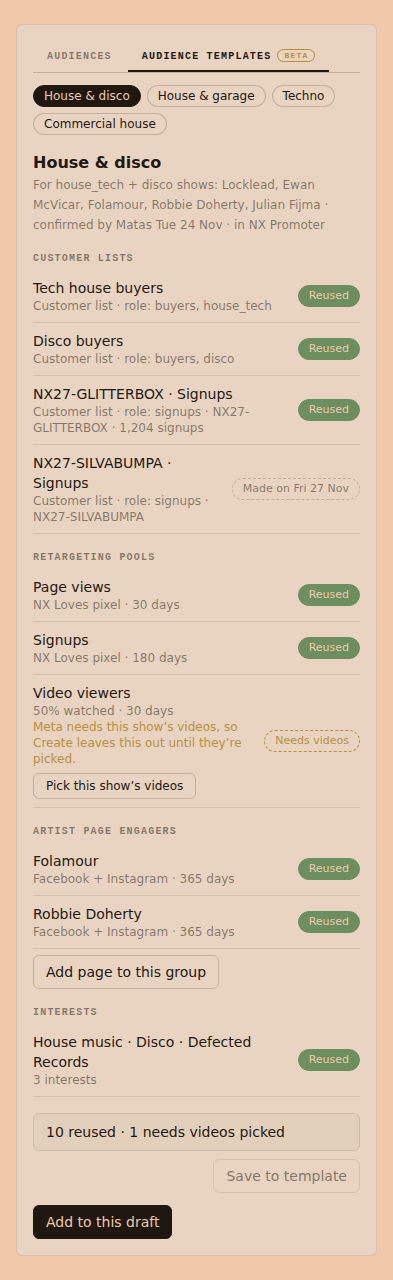 AUDIENCES
AUDIENCE TEMPLATES BETA
House & disco
House & garage
Techno
Commercial house
House & disco
For house_tech + disco shows: Locklead, Ewan
McVicar, Folamour, Robbie Doherty, Julian Fijma ·
confirmed by Matas Tue 24 Nov · in NX Promoter
CUSTOMER LISTS
Tech house buyers
Customer list · role: buyers, house_tech
Reused
Disco buyers
Customer list · role: buyers, disco
Reused
NX27-GLITTERBOX · Signups
Customer list · role: signups · NX27-
GLITTERBOX · 1,204 signups
Reused
NX27-SILVABUMPA ·
Signups
Customer list · role: signups ·
NX27-SILVABUMPA
Made on Fri 27 Nov
RETARGETING POOLS
Page views
NX Loves pixel · 30 days
Reused
Signups
NX Loves pixel · 180 days
Reused
Video viewers
50% watched · 30 days
Meta needs this show’s videos, so
Create leaves this out until they’re
picked.
Needs videos
Pick this show’s videos
ARTIST PAGE ENGAGERS
Folamour
Facebook + Instagram · 365 days
Reused
Robbie Doherty
Facebook + Instagram · 365 days
Reused
Add page to this group
INTERESTS
House music · Disco · Defected
Records
3 interests
Reused
10 reused · 1 needs videos picked
Save to template
Add to this draft